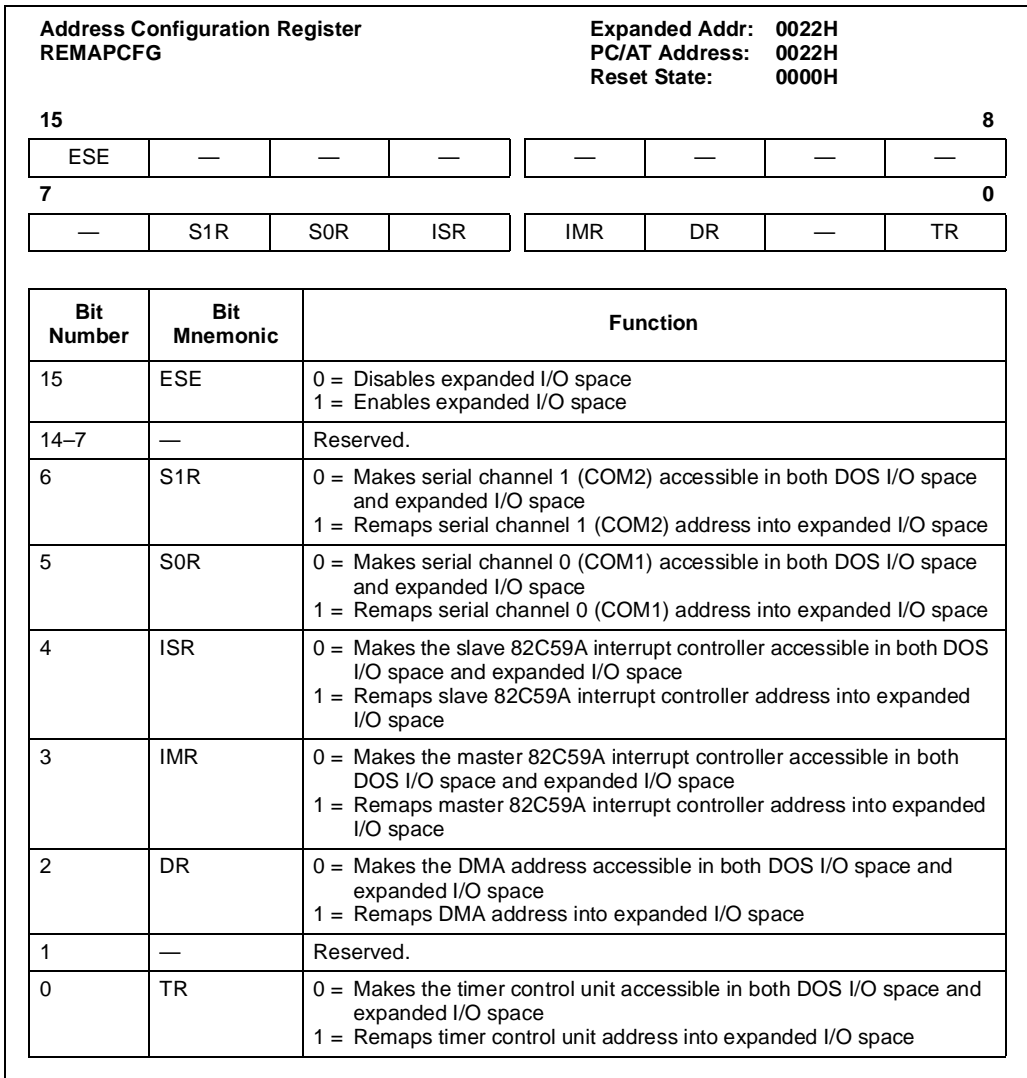 Address Configuration Register Expanded Addr: 0022H
REMAPCFG PC/AT Address: 0022H
Reset State: 0000H
15 8
ESE — — — — — — —
7 0
— S1R S0R ISR IMR DR — TR
Bit Number Bit Mnemonic Function
15 ESE 0 = Disables expanded I/O space
1 = Enables expanded I/O space
14–7 — Reserved.
6 S1R 0 = Makes serial channel 1 (COM2) accessible in both DOS I/O space
and expanded I/O space
1 = Remaps serial channel 1 (COM2) address into expanded I/O space
5 S0R 0 = Makes serial channel 0 (COM1) accessible in both DOS I/O space
and expanded I/O space
1 = Remaps serial channel 0 (COM1) address into expanded I/O space
4 ISR 0 = Makes the slave 82C59A interrupt controller accessible in both DOS
I/O space and expanded I/O space
1 = Remaps slave 82C59A interrupt controller address into expanded
I/O space
3 IMR 0 = Makes the master 82C59A interrupt controller accessible in both
DOS I/O space and expanded I/O space
1 = Remaps master 82C59A interrupt controller address into expanded
I/O space
2 DR 0 = Makes the DMA address accessible in both DOS I/O space and
expanded I/O space
1 = Remaps DMA address into expanded I/O space
1 — Reserved.
0 TR 0 = Makes the timer control unit accessible in both DOS I/O space and
expanded I/O space
1 = Remaps timer control unit address into expanded I/O space